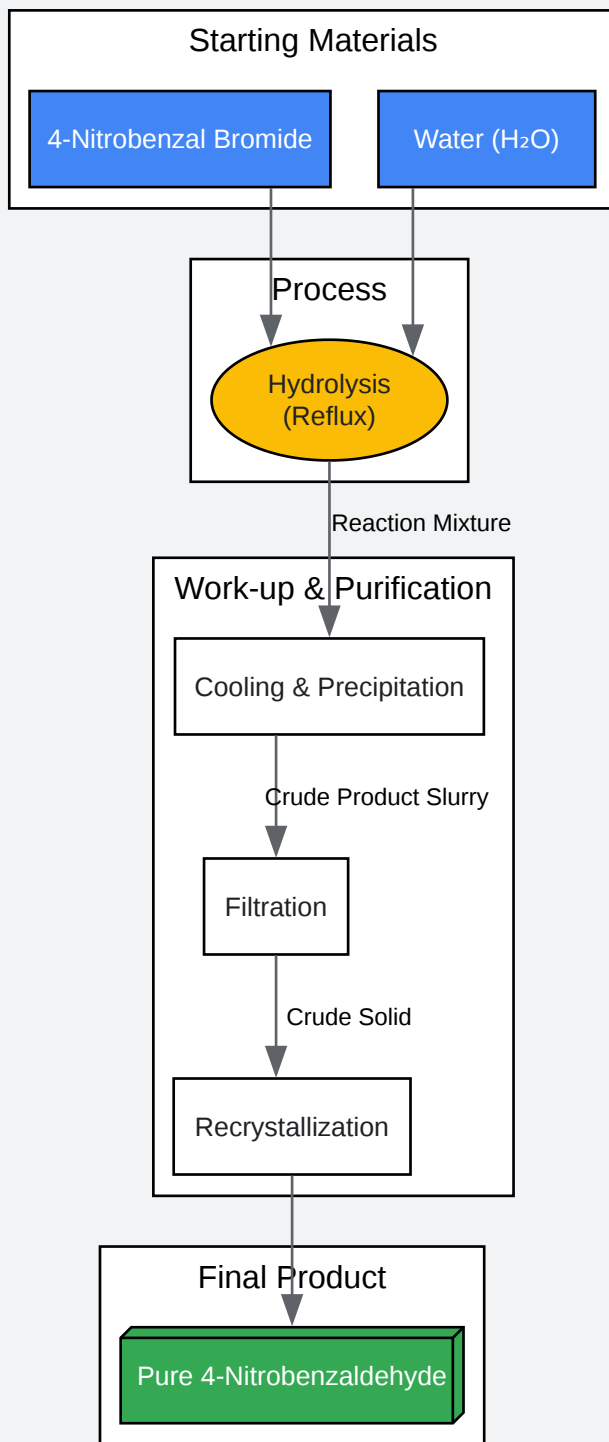 Starting Materials
4-Nitrobenzal Bromide
Water (H₂O)
Process
Hydrolysis
(Reflux)
Reaction Mixture
Work-up & Purification
Cooling & Precipitation
Crude Product Slurry
Filtration
Crude Solid
Recrystallization
Final Product
Pure 4-Nitrobenzaldehyde